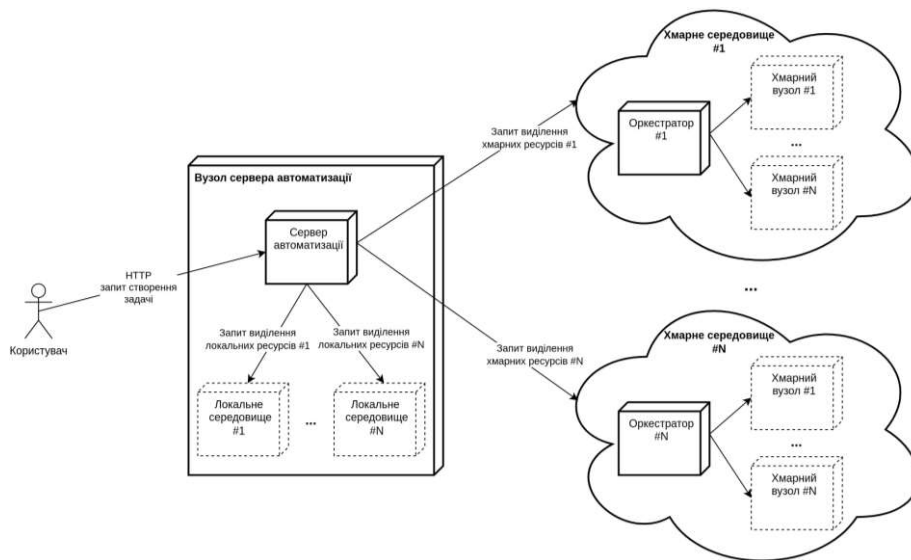 Вузол сервера автоматизації
Сервер
автоматизації
HTTP
запит створення
задачі
Користувач
Запит виділення
локальних ресурсів #1
Запит виділення
локальних ресурсів #N
Локальне
середовище
#1
...
Локальне
середовище
#N
Запит виділення
хмарних ресурсів #1
Запит виділення
хмарних ресурсів #N
Хмарне середовище
#1
Оркестратор
#1
Хмарний
вузол #1
...
Хмарний
вузол #N
...
Хмарне середовище
#N
Оркестратор
#N
Хмарний
вузол #1
...
Хмарний
вузол #N